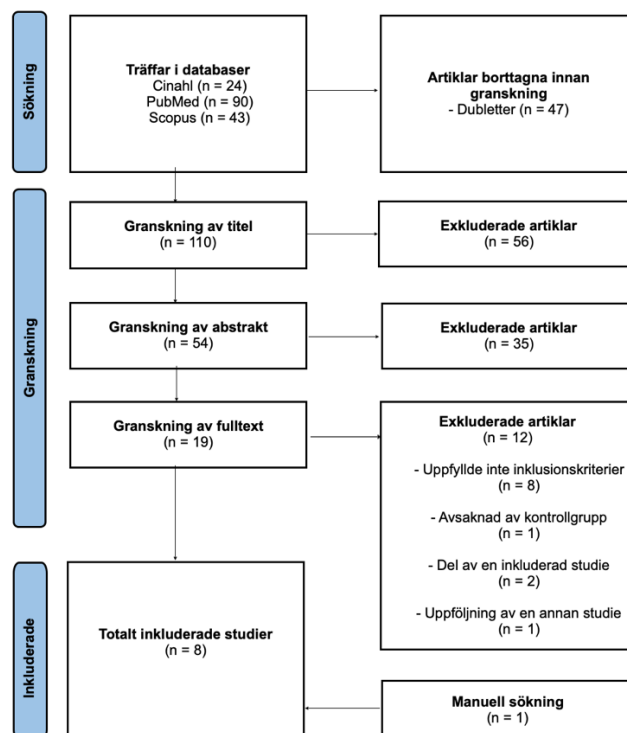 Sökning
Träffar i databaser
Cinahl (n = 24)
PubMed (n = 90)
Scopus (n = 43)
Artiklar borttagna innan
granskning
- Dubletter (n = 47)
Granskning
Granskning av titel
(n = 110)
Exkluderade artiklar
(n = 56)
Granskning av abstrakt
(n = 54)
Exkluderade artiklar
(n = 35)
Granskning av fulltext
(n = 19)
Exkluderade artiklar
(n = 12)
- Uppfyllde inte inklusionskriterier
(n = 8)
- Avsaknad av kontrollgrupp
(n = 1)
- Del av en inkluderad studie
(n = 2)
- Uppföljning av en annan studie
(n = 1)
Inkluderade
Totalt inkluderade studier
(n = 8)
Manuell sökning
(n = 1)